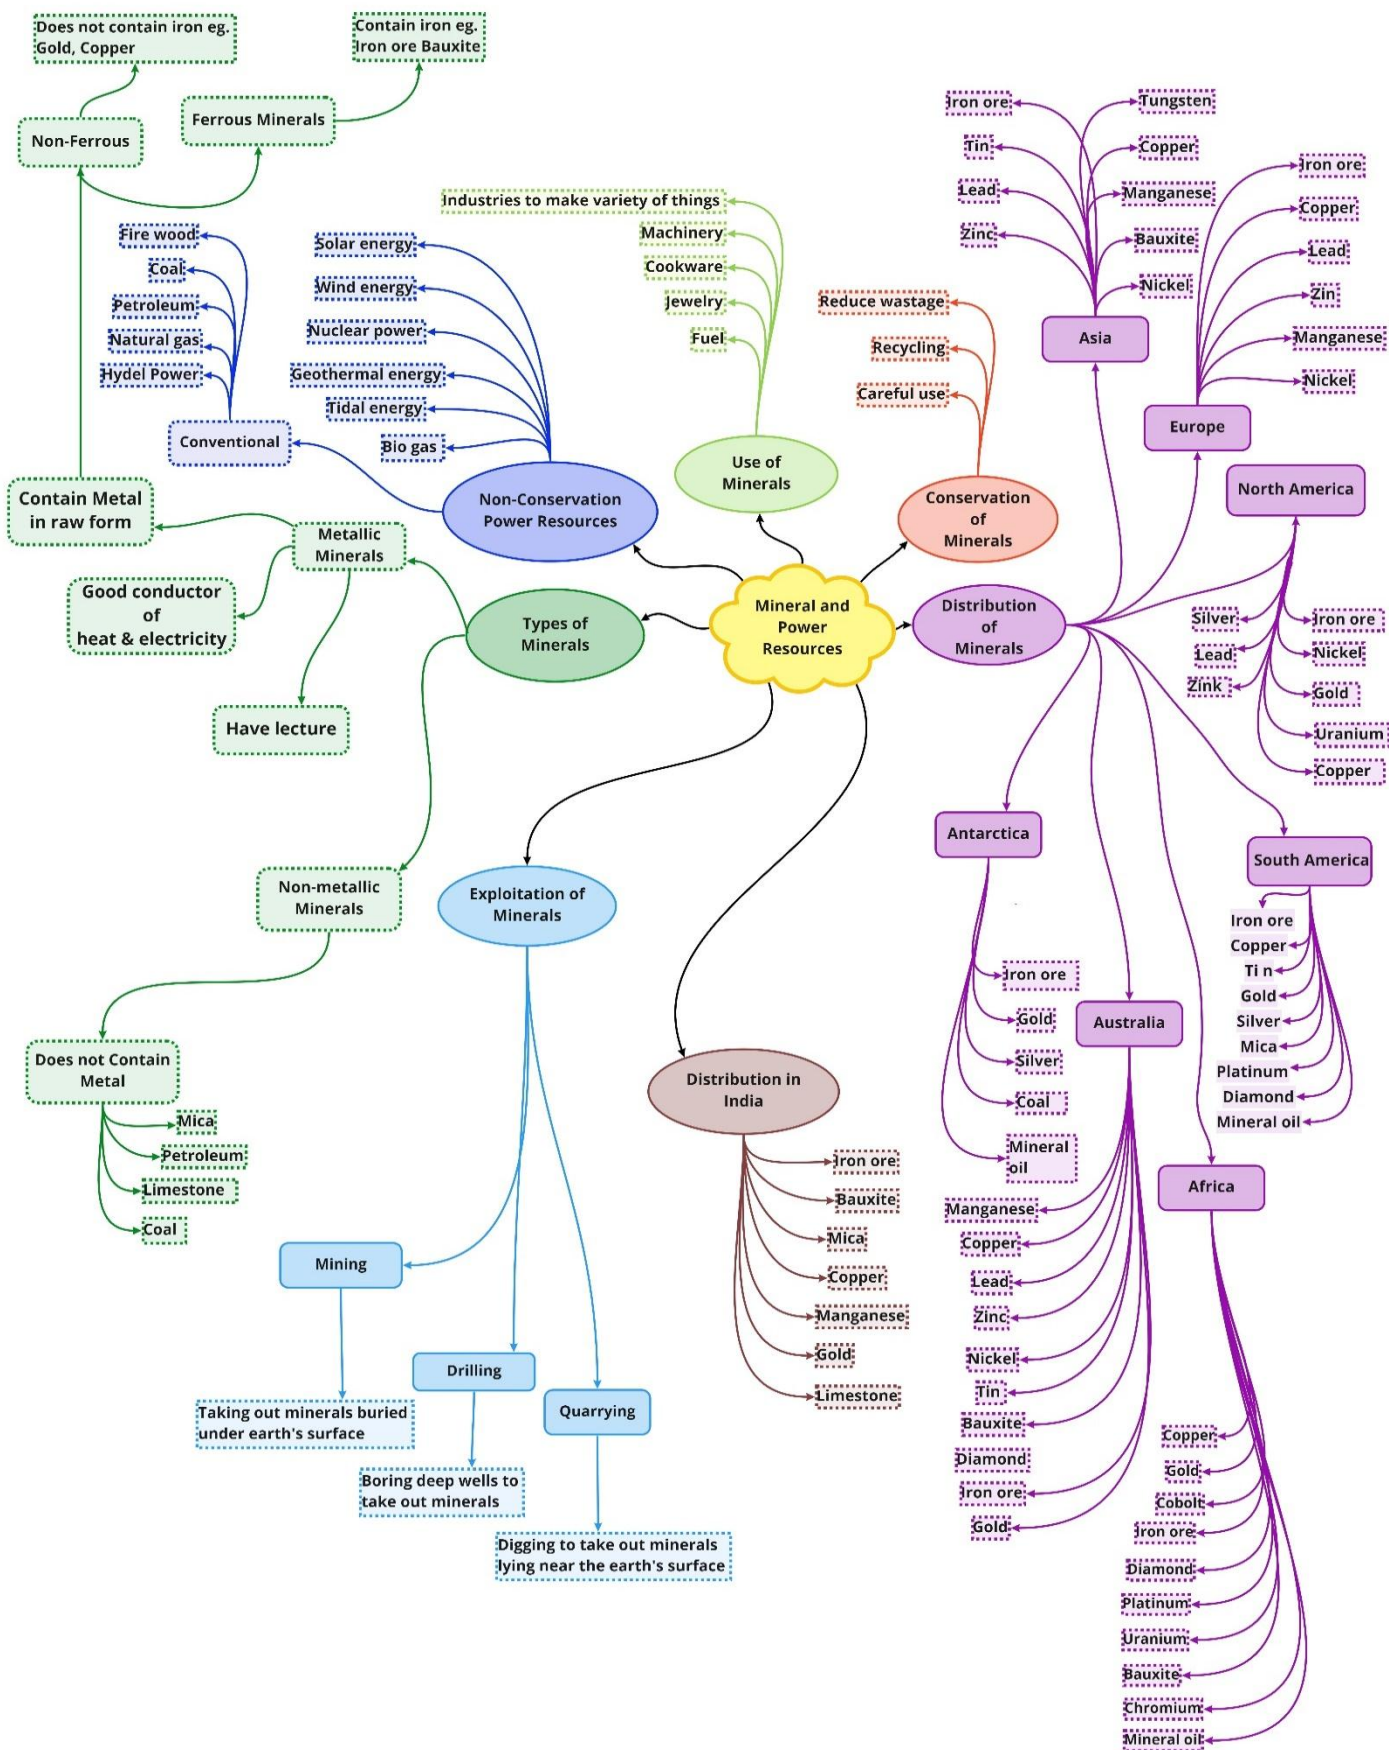 Does not contain iron eg.
Gold, Copper
Contain iron eg.
Iron ore Bauxite
Non-Ferrous
Ferrous Minerals
Fire wood
Coal
Petroleum
Natural gas
Hydel Power
Conventional
Solar energy
Wind energy
Nuclear power
Geothermal energy
Tidal energy
Bio gas
Non-Conservation
Power Resources
Industries to make variety of things
Machinery
Cookware
Jewelry
Fuel
Use of
Minerals
Reduce wastage
Recycling
Careful use
Conservation
of
Minerals
Iron ore
Tin
Lead
Zinc
Tungsten
Copper
Manganese
Bauxite
Nickel
Asia
Iron ore
Copper
Lead
Zin
Manganese
Nickel
Europe
North America
Silver
Lead
Zink
Iron ore
Nickel
Gold
Uranium
Copper
Contain Metal
in raw form
Metallic
Minerals
Good conductor
of
heat & electricity
Have lecture
Types of
Minerals
Mineral and
Power
Resources
Distribution
of
Minerals
Non-metallic
Minerals
Does not Contain
Metal
Mica
Petroleum
Limestone
Coal
Exploitation of
Minerals
Mining
Taking out minerals buried
under earth's surface
Drilling
Boring deep wells to
take out minerals
Quarrying
Digging to take out minerals
lying near the earth's surface
Distribution in
India
Iron ore
Bauxite
Mica
Copper
Manganese
Gold
Limestone
Antarctica
Iron ore
Gold
Silver
Coal
Mineral
oil
Australia
Manganese
Copper
Lead
Zinc
Nickel
Tin
Bauxite
Diamond
Iron ore
Gold
South America
Iron ore
Copper
Ti n
Gold
Silver
Mica
Platinum
Diamond
Mineral oil
Africa
Copper
Gold
Cobolt
Iron ore
Diamond
Platinum
Uranium
Bauxite
Chromium
Mineral oil